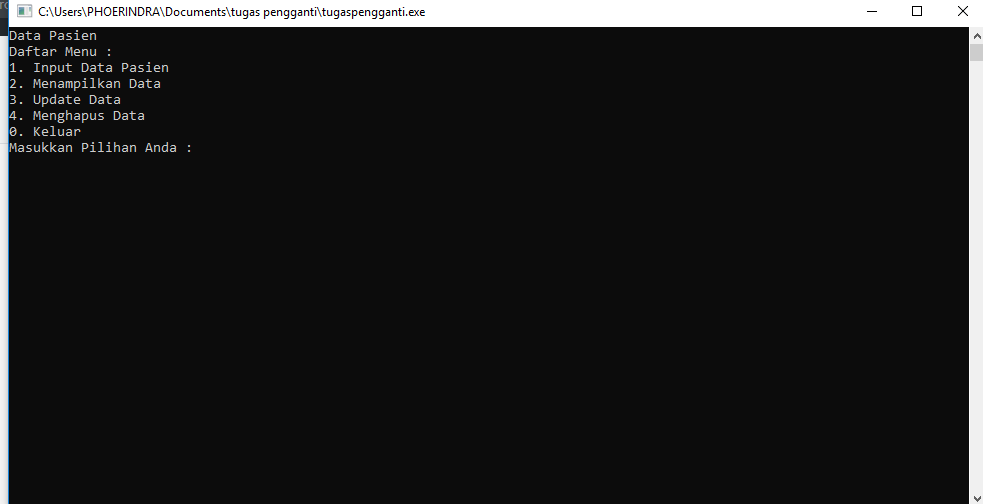 C:\Users\PHOERINDRA\Documents\tugas pengganti\tugaspengganti.exe
Data Pasien
Daftar Menu :
1. Input Data Pasien
2. Menampilkan Data
3. Update Data
4. Menghapus Data
0. Keluar
Masukkan Pilihan Anda :